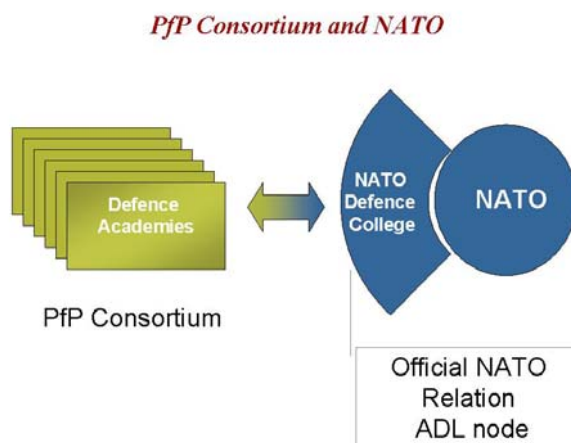 PfP Consortium and NATO
Defence
Academies
NATO
Defence
College
NATO
PfP Consortium
Official NATO
Relation
ADL node